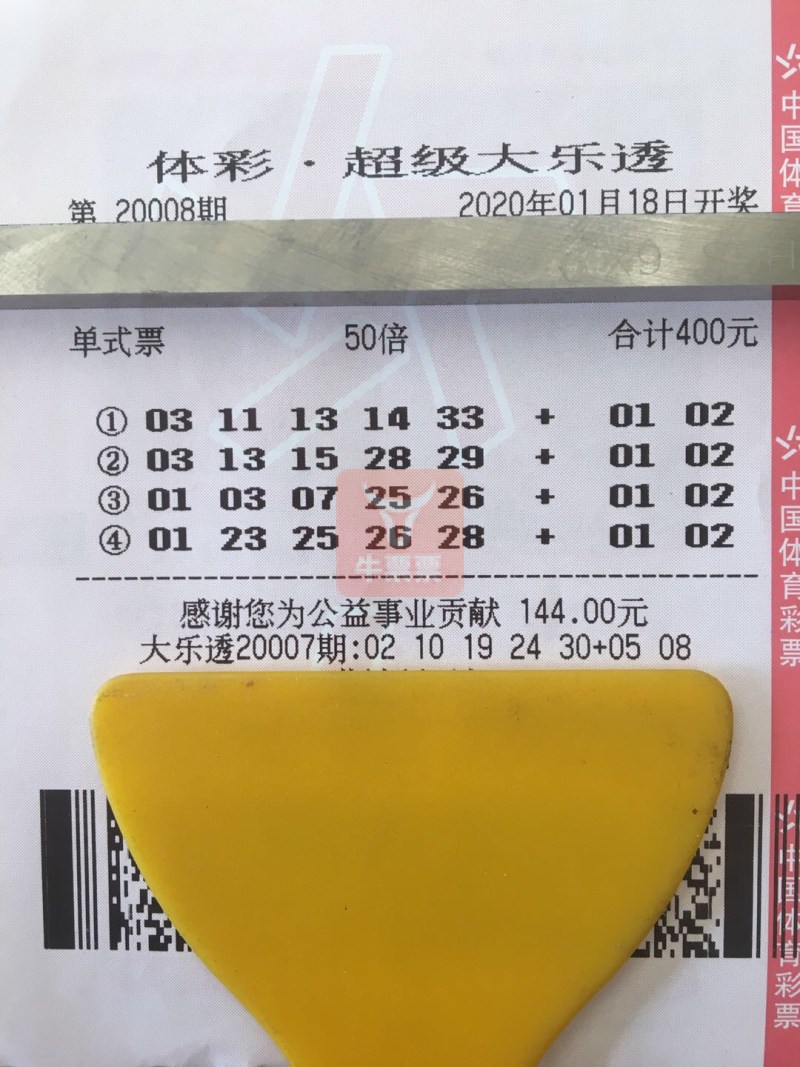 体彩·超级大乐透
第 20008期 2020年01月18日开奖
单式票 50倍 合计400元
① 03 11 13 14 33 + 01 02
② 03 13 15 28 29 + 01 02
③ 01 03 07 25 26 + 01 02
④ 01 23 25 26 28 + 01 02
牛票票
感谢您为公益事业贡献 144.00元
大乐透20007期:02 10 19 24 30+05 08
中国体育
中国体育彩票
中国体育彩票